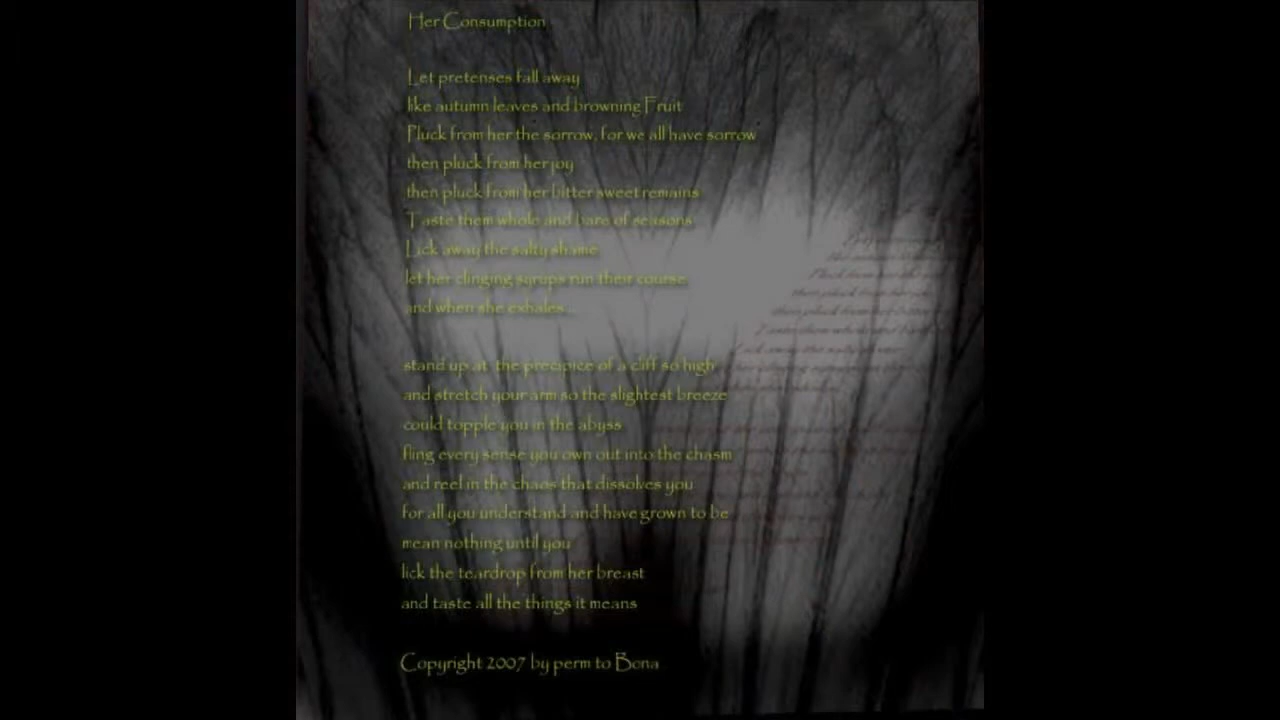 Her Consumption
Let pretenses fall away
like autumn leaves and browning Fruit
Pluck from her the sorrow, for we all have sorrow
then pluck from her joy
then pluck from her bitter sweet remains
Taste them whole and bare of seasons
Lick away the salty shame
let her clinging syrups run their course
and when she exhales...
stand up at the precipice of a cliff so high
and stretch your arm so the slightest breeze
could topple you in the abyss
fling every sense you own out into the chasm
and reel in the chaos that dissolves you
for all you understand and have grown to be
mean nothing until you
lick the teardrop from her breast
and taste all the things it means
Copyright 2007 by perm to Bona
then pluck from her